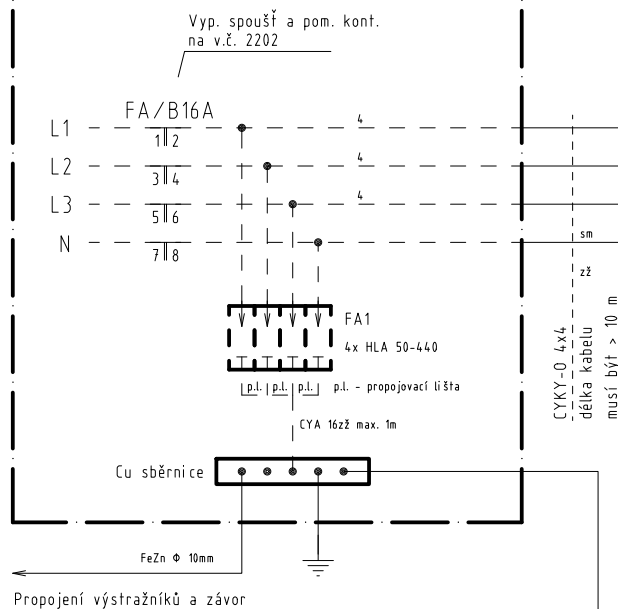 Vyp. spoušť a pom. kont.
na v.č. 2202
FA/B16A
L1
1 2
4
L2
3 4
4
L3
5 6
4
N
7 8
sm
zž
FA1
4x HLA 50-440
p.l. p.l. p.l.
p.l. - propojovací lišta
CYA 16zž max. 1m
CYKY-O 4x4
délka kabelu
musí být > 10 m
Cu sběrnice
FeZn Φ 10mm
Propojení výstražníků a závor